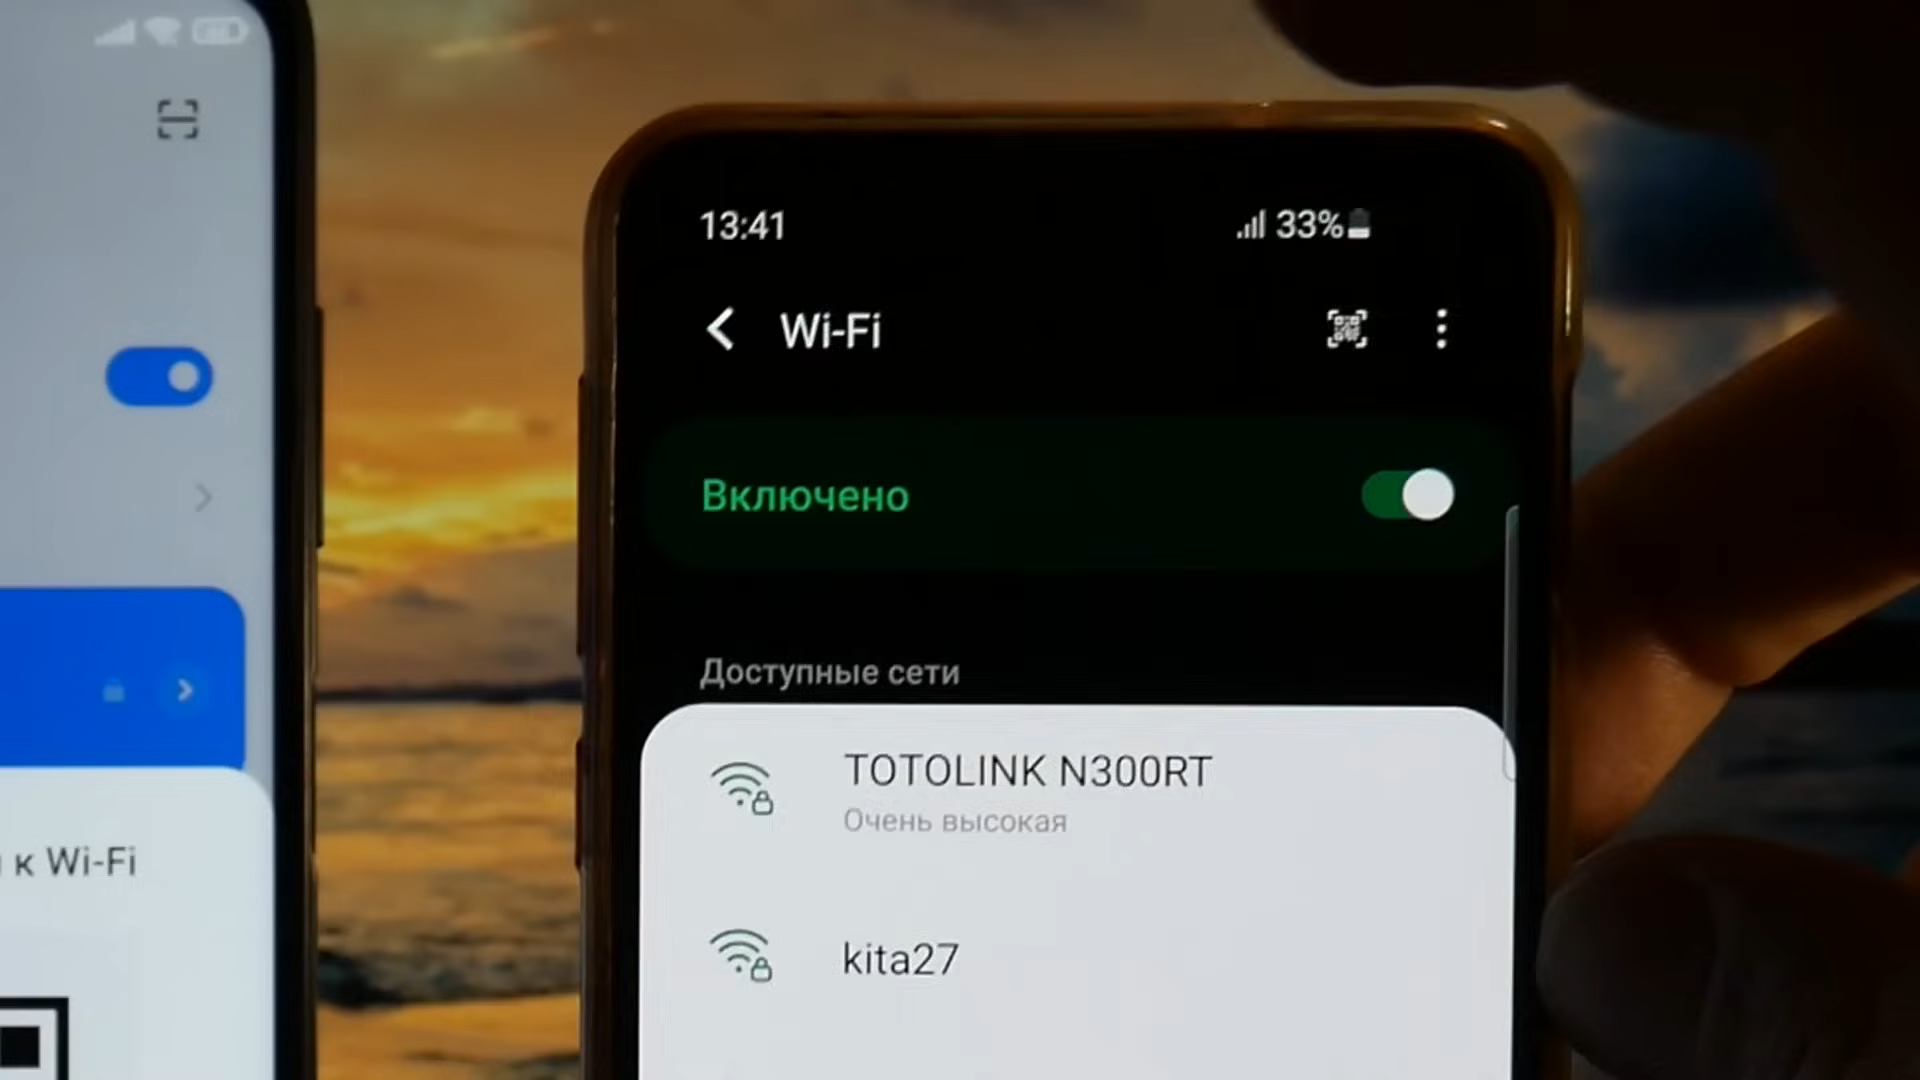 13:41
33%
Wi-Fi
Включено
Доступные сети
TOTOLINK N300RT
Очень высокая
kita27
к Wi-Fi